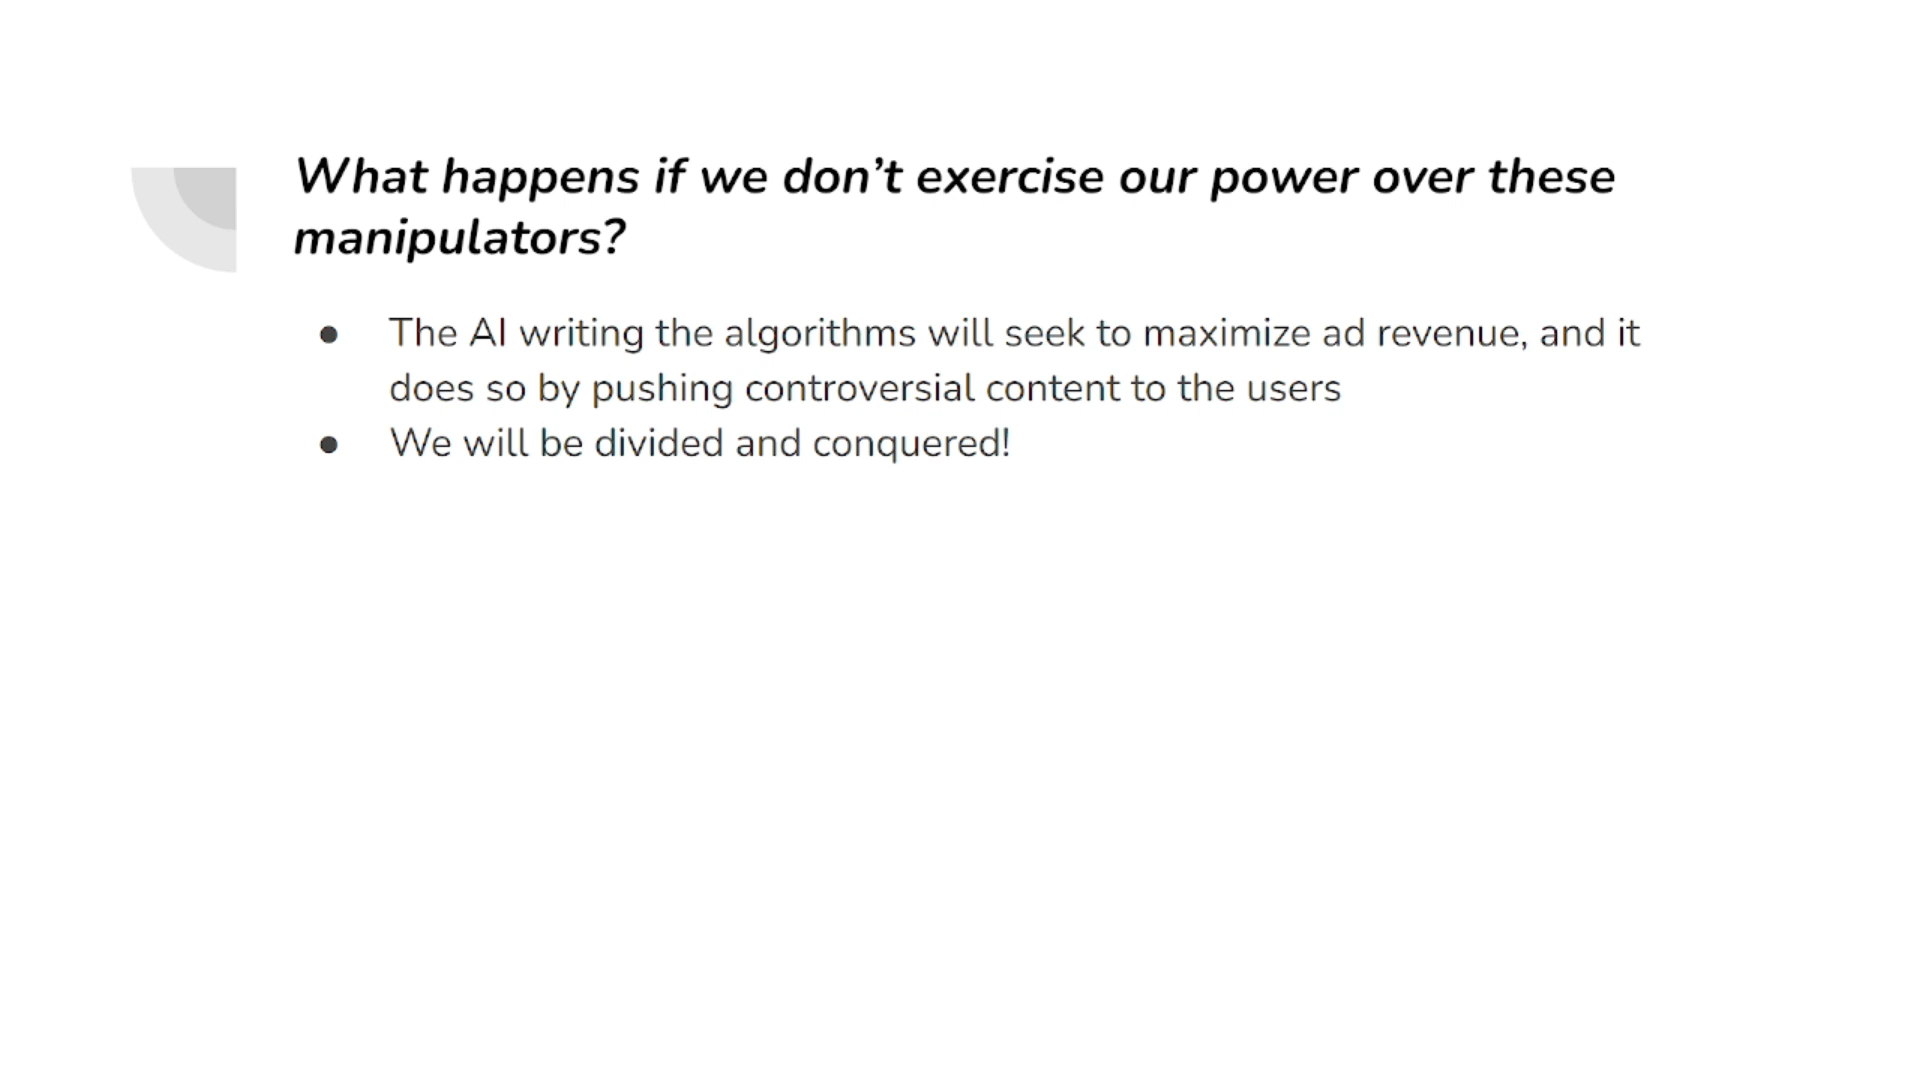 What happens if we don’t exercise our power over these
manipulators?
● The AI writing the algorithms will seek to maximize ad revenue, and it
does so by pushing controversial content to the users
● We will be divided and conquered!